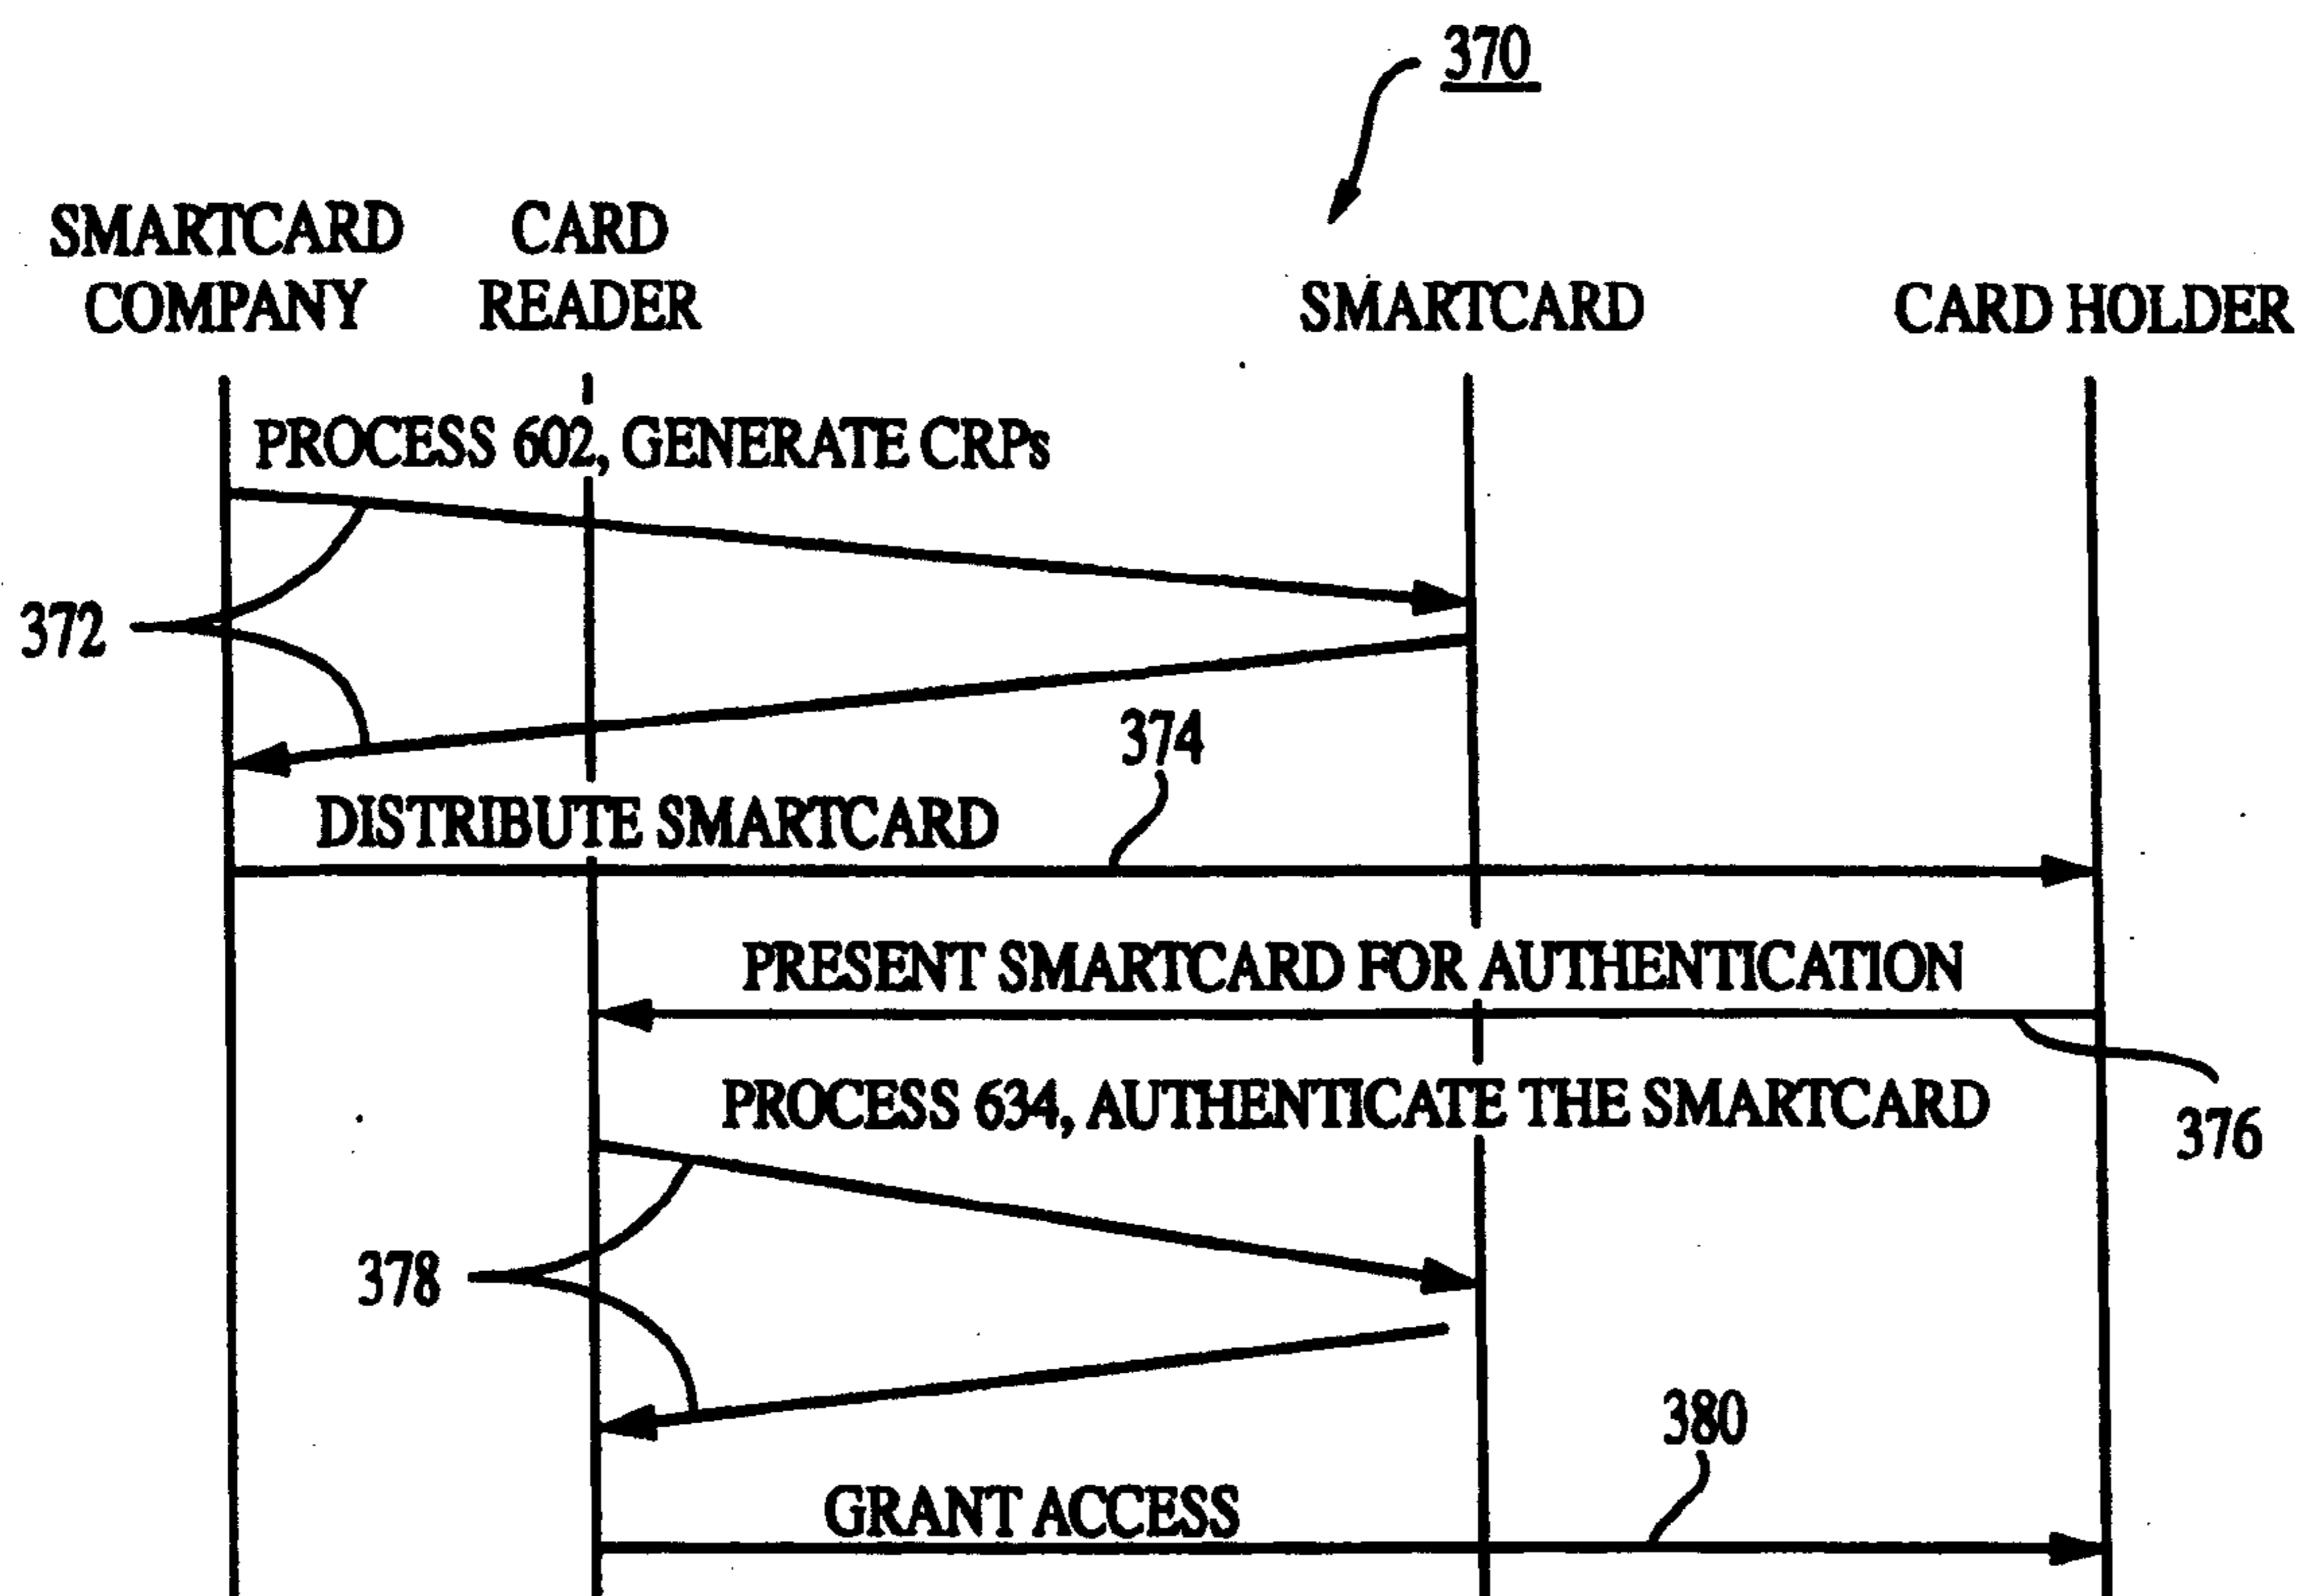 370
SMARTCARD
COMPANY
CARD
READER
SMARTCARD
CARD HOLDER
PROCESS 602, GENERATE CRPs
372
374
DISTRIBUTE SMARTCARD
PRESENT SMARTCARD FOR AUTHENTICATION
376
PROCESS 634, AUTHENTICATE THE SMARTCARD
378
380
GRANT ACCESS